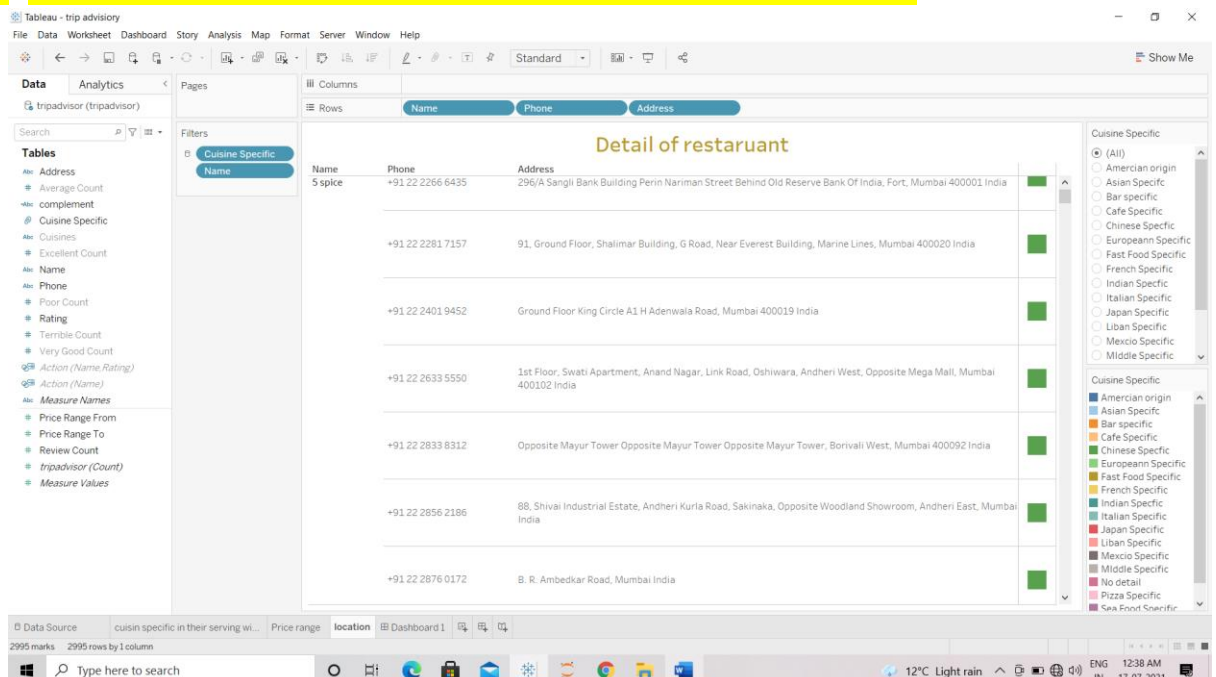 Tableau - trip advisiory
File Data Worksheet Dashboard Story Analysis Map Format Server Window Help
Standard
Show Me
Data Analytics
Pages
Columns
tripadvisor (tripadvisor)
Rows Name Phone Address
Search
Filters
Cuisine Specific
Name
Tables
Address
Average Count
complement
Cuisine Specific
Cuisines
Excellent Count
Name
Phone
Poor Count
Rating
Terrible Count
Very Good Count
Action (Name,Rating)
Action (Name)
Measure Names
Price Range From
Price Range To
Review Count
tripadvisor (Count)
Measure Values
Detail of restaruant
Name Phone Address
5 spice +91 22 2266 6435 296/A Sangli Bank Building Perin Nariman Street Behind Old Reserve Bank Of India, Fort, Mumbai 400001 India
+91 22 2281 7157 91, Ground Floor, Shalimar Building, G Road, Near Everest Building, Marine Lines, Mumbai 400020 India
+91 22 2401 9452 Ground Floor King Circle A1 H Adenwala Road, Mumbai 400019 India
+91 22 2633 5550 1st Floor, Swati Apartment, Anand Nagar, Link Road, Oshiwara, Andheri West, Opposite Mega Mall, Mumbai
400102 India
+91 22 2833 8312 Opposite Mayur Tower Opposite Mayur Tower Opposite Mayur Tower, Borivali West, Mumbai 400092 India
+91 22 2856 2186 88, Shivai Industrial Estate, Andheri Kurla Road, Sakinaka, Opposite Woodland Showroom, Andheri East, Mumbai
India
+91 22 2876 0172 B. R. Ambedkar Road, Mumbai India
Cuisine Specific
(All)
Amercian origin
Asian Specifc
Bar specific
Cafe Specific
Chinese Specfic
Europeann Specific
Fast Food Specific
French Specific
Indian Specfic
Italian Specific
Japan Specific
Liban Specific
Mexcio Specific
MIddle Specific
Cuisine Specific
Amercian origin
Asian Specifc
Bar specific
Cafe Specific
Chinese Specfic
Europeann Specific
Fast Food Specific
French Specific
Indian Specfic
Italian Specific
Japan Specific
Liban Specific
Mexcio Specific
MIddle Specific
No detail
Pizza Specific
Sea Food Specific
Data Source cuisin specific in their serving wi... Price range location Dashboard 1
2995 marks 2995 rows by 1 column
Type here to search
12°C Light rain ENG 12:38 AM
IN 17-07-2021